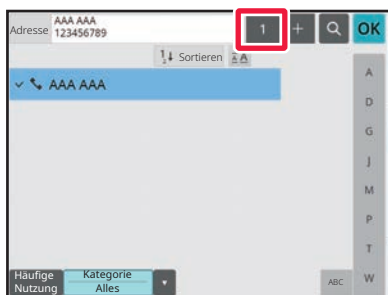 Adresse
AAA AAA
123456789
1
+
OK
Sortieren
AAA AAA
A
D
G
J
M
P
T
W
Häufige
Nutzung
Kategorie
Alles
ABC